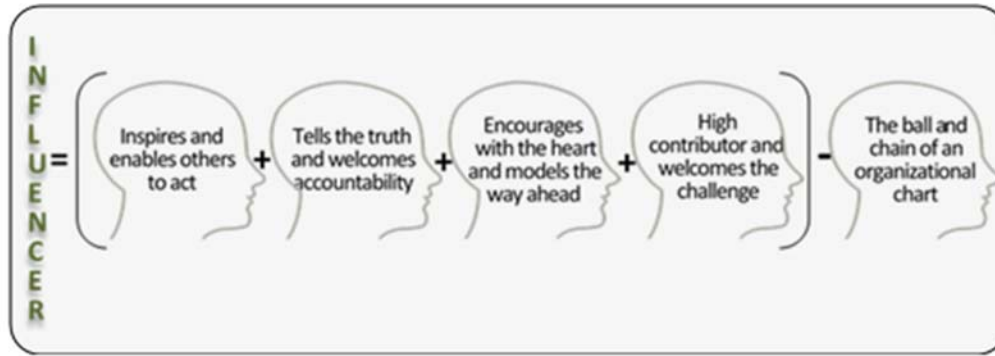 INFLUENCER
=
Inspires and
enables others
to act
+
Tells the truth
and welcomes
accountability
+
Encourages
with the heart
and models the
way ahead
+
High
contributor and
welcomes the
challenge
-
The ball and
chain of an
organizational
chart